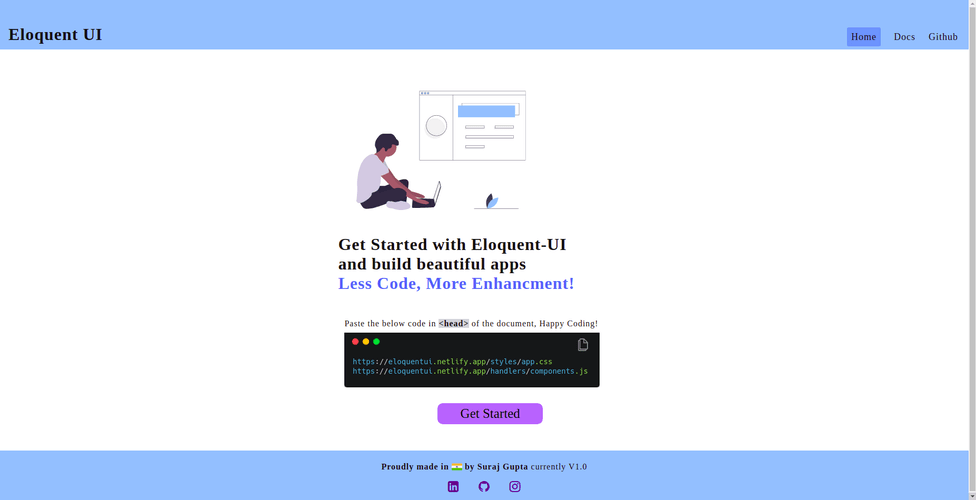 Eloquent UI
Home Docs Github
Get Started with Eloquent-UI
and build beautiful apps
Less Code, More Enhancment!
Paste the below code in <head> of the document, Happy Coding!
https://eloquentui.netlify.app/styles/app.css
https://eloquentui.netlify.app/handlers/components.js
Get Started
Proudly made in 🇮🇳 by Suraj Gupta currently V1.0